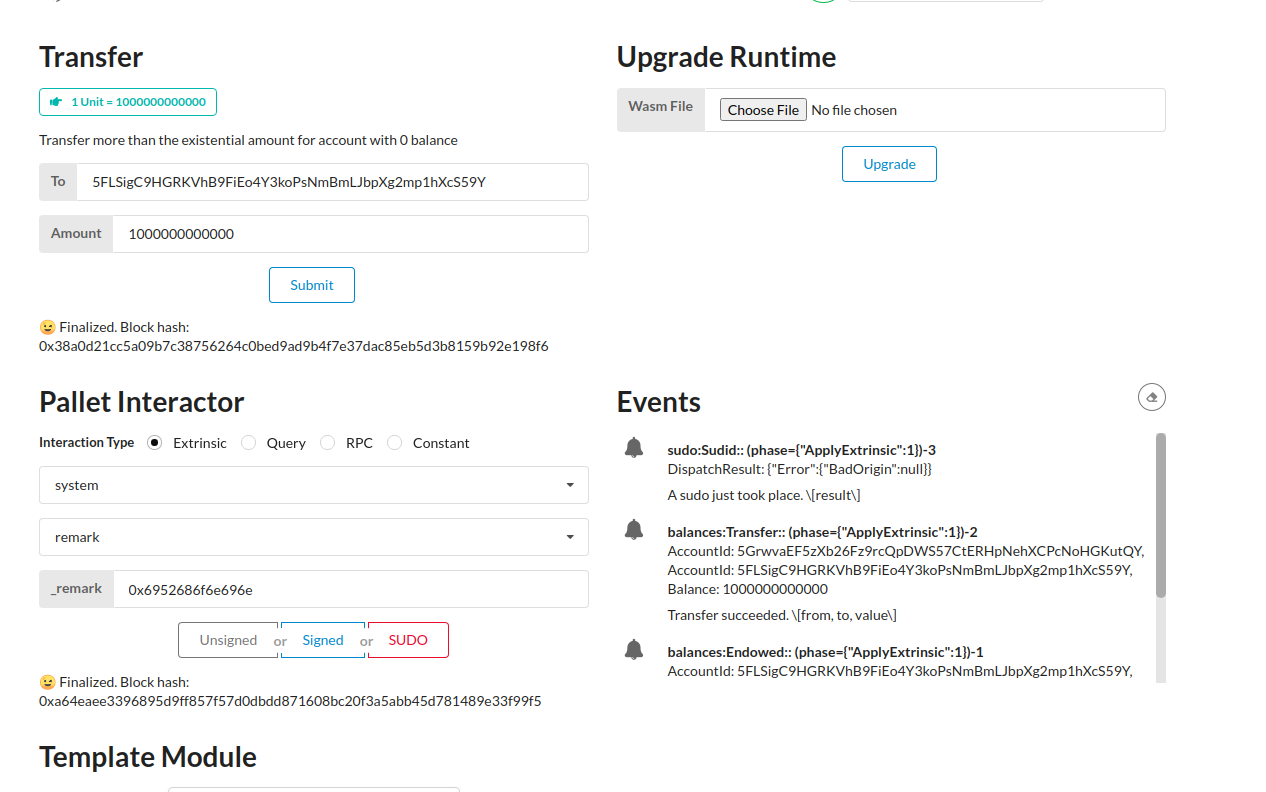 Transfer
1 Unit = 1000000000000
Transfer more than the existential amount for account with 0 balance
To 5FLSigC9HGRKVhB9FiEo4Y3koPsNmBmLJbpXg2mp1hXcS59Y
Amount 1000000000000
Submit
😉 Finalized. Block hash:
0x38a0d21cc5a09b7c38756264c0bed9ad9b4f7e37dac85eb5d3b8159b92e198f6
Upgrade Runtime
Wasm File Choose File No file chosen
Upgrade
Pallet Interactor
Interaction Type Extrinsic Query RPC Constant
system
remark
_remark 0x6952686f6e696e
Unsigned or Signed or SUDO
😉 Finalized. Block hash:
0xa64eaee3396895d9ff857f57d0dbdd871608bc20f3a5abb45d781489e33f99f5
Events
sudo:Sudid:: (phase={"ApplyExtrinsic":1})-3
DispatchResult: {"Error":{"BadOrigin":null}}
A sudo just took place. \[result\]
balances:Transfer:: (phase={"ApplyExtrinsic":1})-2
AccountId: 5GrwvaEF5zXb26Fz9rcQpDWS57CtERHpNehXCPcNoHGKutQY,
AccountId: 5FLSigC9HGRKVhB9FiEo4Y3koPsNmBmLJbpXg2mp1hXcS59Y,
Balance: 1000000000000
Transfer succeeded. \[from, to, value\]
balances:Endowed:: (phase={"ApplyExtrinsic":1})-1
AccountId: 5FLSigC9HGRKVhB9FiEo4Y3koPsNmBmLJbpXg2mp1hXcS59Y,
Template Module